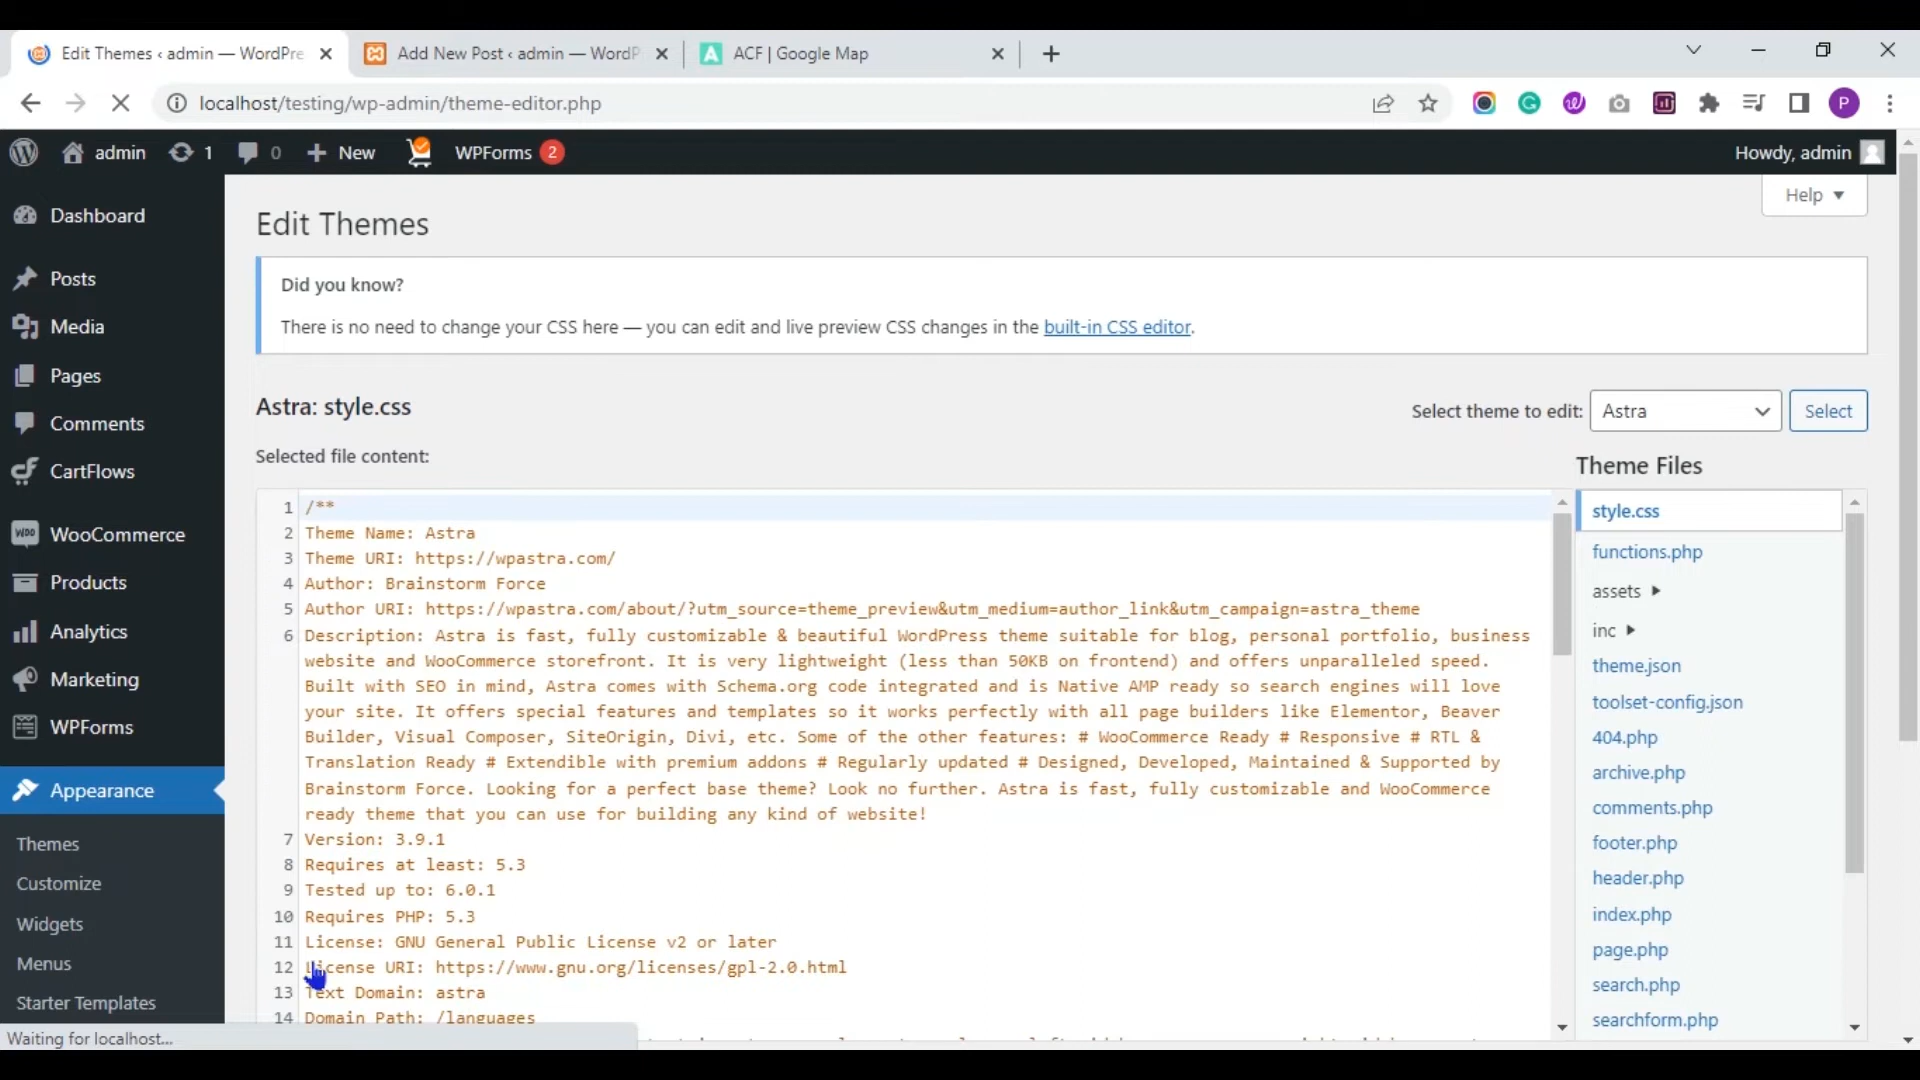 Edit Themes ‹ admin — WordPre
Add New Post ‹ admin — WordP
ACF | Google Map
localhost/testing/wp-admin/theme-editor.php
P
admin 1 0 New WPForms 2 Howdy, admin
Help
Dashboard
Posts
Media
Pages
Comments
CartFlows
WooCommerce
Products
Analytics
Marketing
WPForms
Appearance
Themes
Customize
Widgets
Menus
Starter Templates
Edit Themes
Did you know?
There is no need to change your CSS here — you can edit and live preview CSS changes in the built-in CSS editor.
Astra: style.css
Select theme to edit: Astra Select
Selected file content:
1 /**
2 Theme Name: Astra
3 Theme URI: https://wpastra.com/
4 Author: Brainstorm Force
5 Author URI: https://wpastra.com/about/?utm_source=theme_preview&utm_medium=author_link&utm_campaign=astra_theme
6 Description: Astra is fast, fully customizable & beautiful WordPress theme suitable for blog, personal portfolio, business
website and WooCommerce storefront. It is very lightweight (less than 50KB on frontend) and offers unparalleled speed.
Built with SEO in mind, Astra comes with Schema.org code integrated and is Native AMP ready so search engines will love
your site. It offers special features and templates so it works perfectly with all page builders like Elementor, Beaver
Builder, Visual Composer, SiteOrigin, Divi, etc. Some of the other features: # WooCommerce Ready # Responsive # RTL &
Translation Ready # Extendible with premium addons # Regularly updated # Designed, Developed, Maintained & Supported by
Brainstorm Force. Looking for a perfect base theme? Look no further. Astra is fast, fully customizable and WooCommerce
ready theme that you can use for building any kind of website!
7 Version: 3.9.1
8 Requires at least: 5.3
9 Tested up to: 6.0.1
10 Requires PHP: 5.3
11 License: GNU General Public License v2 or later
12 License URI: https://www.gnu.org/licenses/gpl-2.0.html
13 Text Domain: astra
14 Domain Path: /languages
Theme Files
style.css
functions.php
assets
inc
theme.json
toolset-config.json
404.php
archive.php
comments.php
footer.php
header.php
index.php
page.php
search.php
searchform.php
Waiting for localhost...